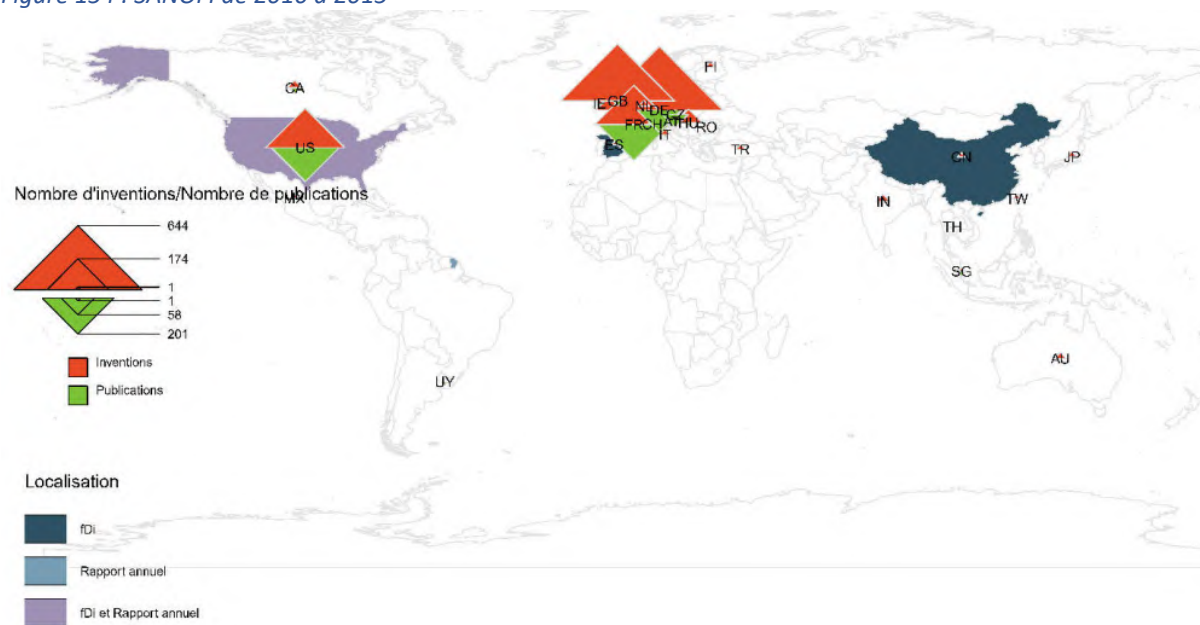 Figure 13 : SANOFI de 2010 à 2015
FI
CA
IE GB NL DE CZ
FR CH AT HU RO
IT
US
ES
TR
CN
JP
Nombre d'inventions/Nombre de publications
MX
IN
TW
644
TH
174
SG
1
1
58
201
Inventions
AU
Publications
UY
Localisation
fDi
Rapport annuel
fDi et Rapport annuel